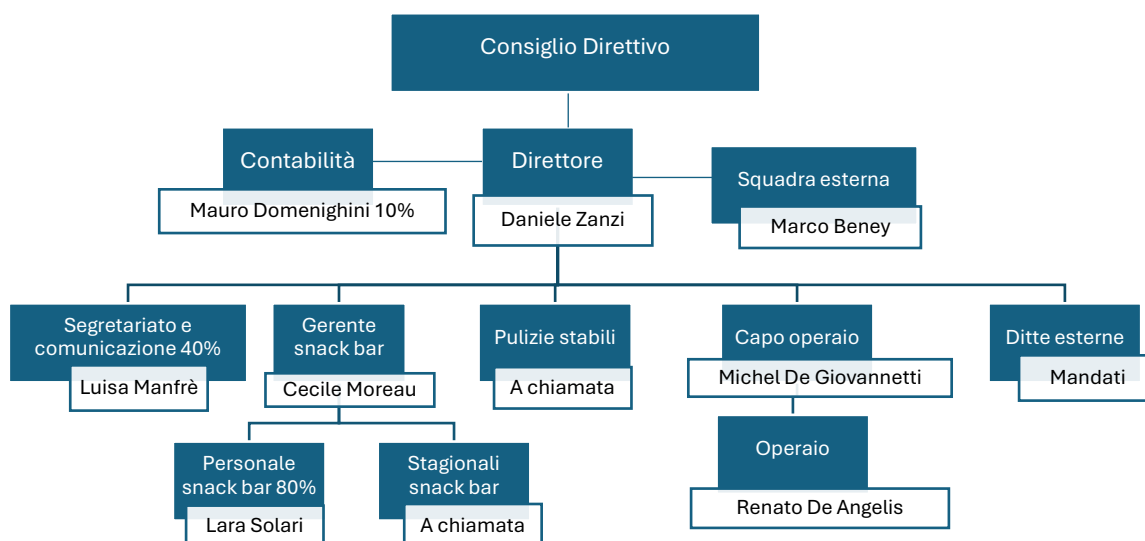 Consiglio Direttivo
Contabilità
Mauro Domenighini 10%
Direttore
Daniele Zanzi
Squadra esterna
Marco Beney
Segretariato e
comunicazione 40%
Luisa Manfrè
Gerente
snack bar
Cecile Moreau
Pulizie stabili
A chiamata
Capo operaio
Michel De Giovannetti
Ditte esterne
Mandati
Personale
snack bar 80%
Lara Solari
Stagionali
snack bar
A chiamata
Operaio
Renato De Angelis